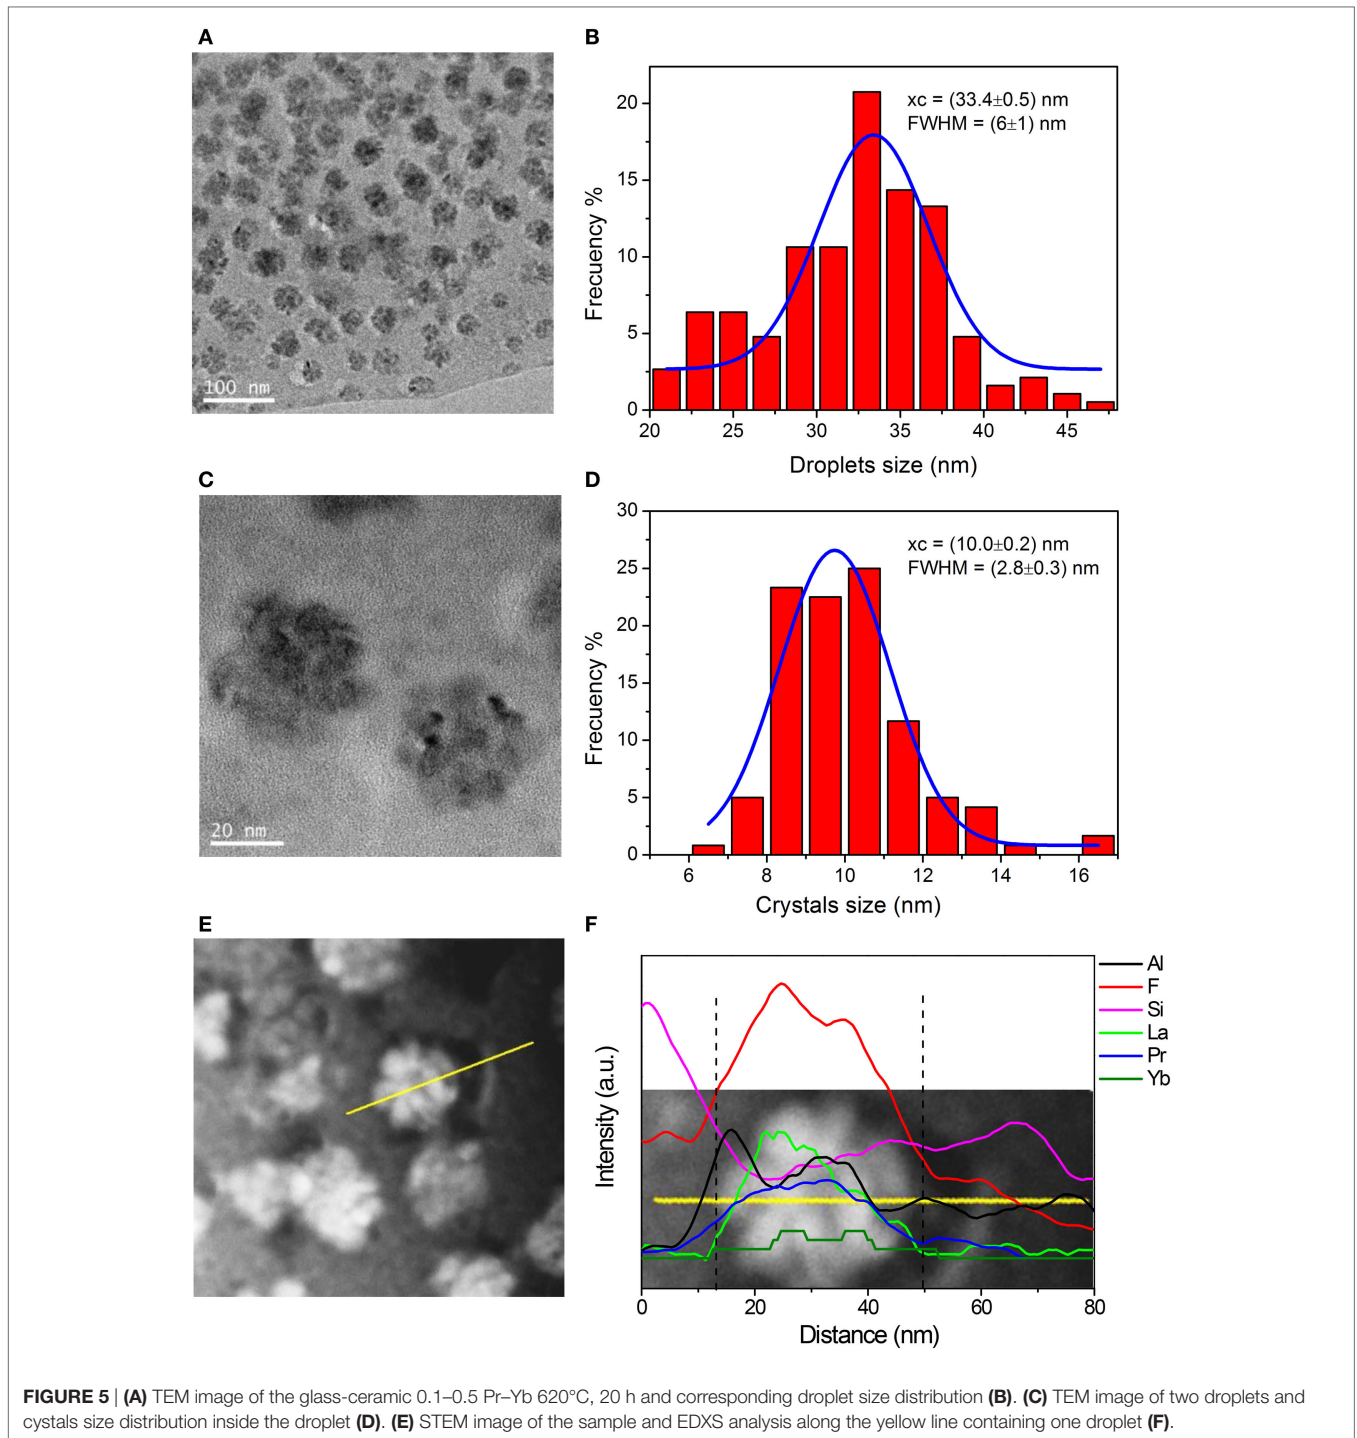 A
100 nm
B
xc = (33.4±0.5) nm
FWHM = (6±1) nm
Frecuency %
20
15
10
5
0
20 25 30 35 40 45
Droplets size (nm)
C
20 nm
D
xc = (10.0±0.2) nm
FWHM = (2.8±0.3) nm
Frecuency %
30
25
20
15
10
5
0
6 8 10 12 14 16
Crystals size (nm)
E
F
Al
F
Si
La
Pr
Yb
Intensity (a.u.)
0 20 40 60 80
Distance (nm)
FIGURE 5 | (A) TEM image of the glass-ceramic 0.1–0.5 Pr–Yb 620°C, 20 h and corresponding droplet size distribution (B). (C) TEM image of two droplets and
cystals size distribution inside the droplet (D). (E) STEM image of the sample and EDXS analysis along the yellow line containing one droplet (F).